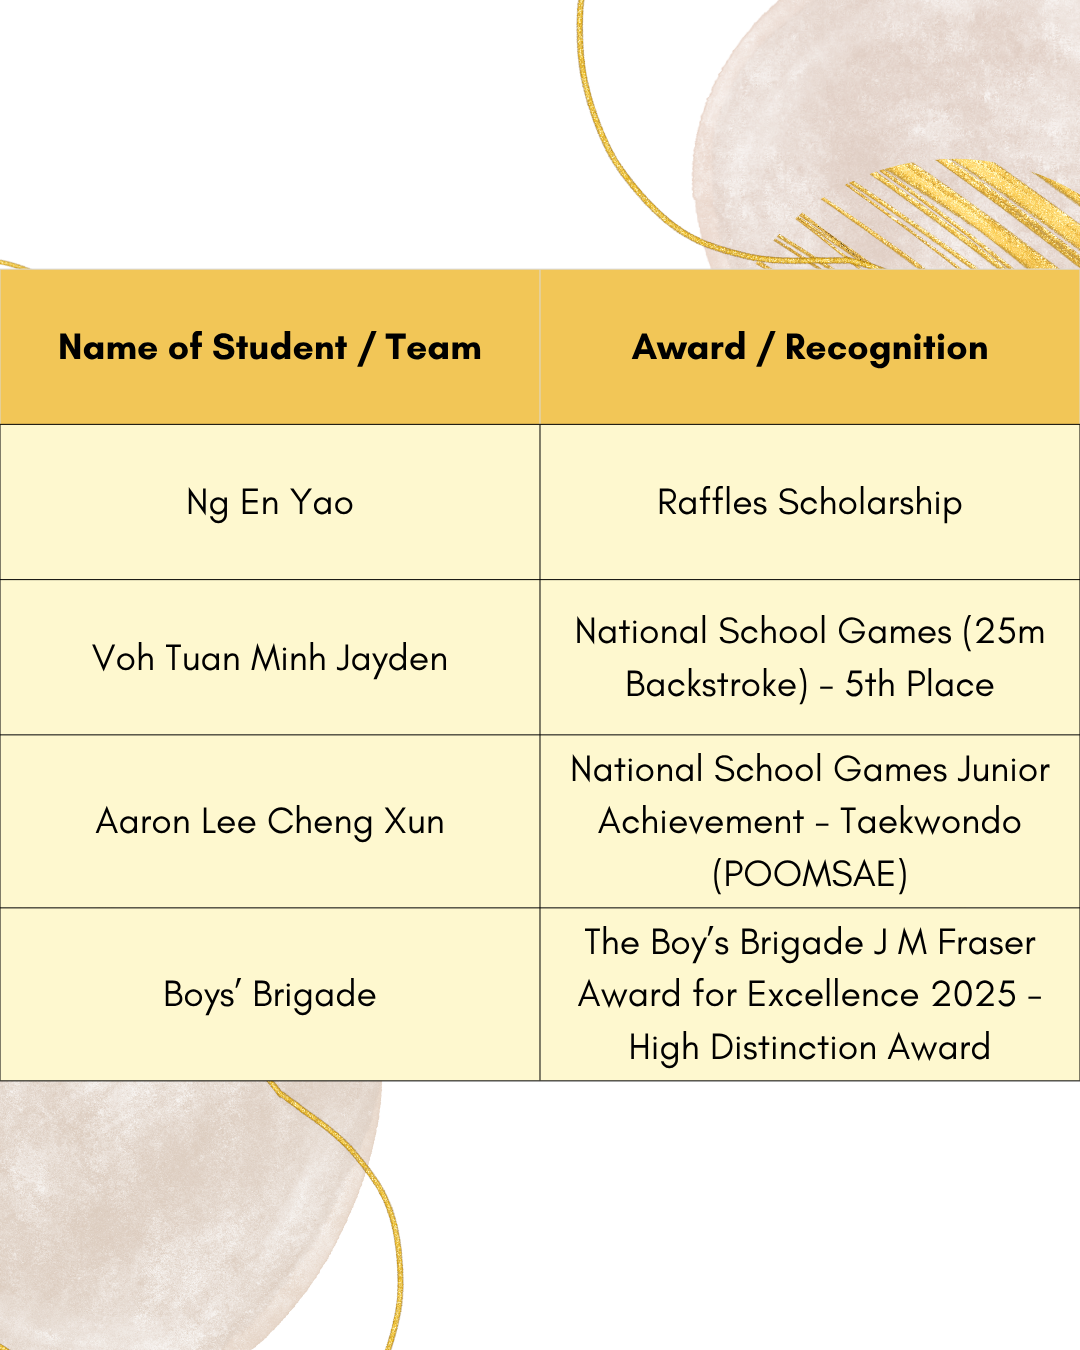 Name of Student / Team
Award / Recognition
Ng En Yao
Raffles Scholarship
Voh Tuan Minh Jayden
National School Games (25m
Backstroke) - 5th Place
Aaron Lee Cheng Xun
National School Games Junior
Achievement - Taekwondo
(POOMSAE)
Boys’ Brigade
The Boy’s Brigade J M Fraser
Award for Excellence 2025 -
High Distinction Award